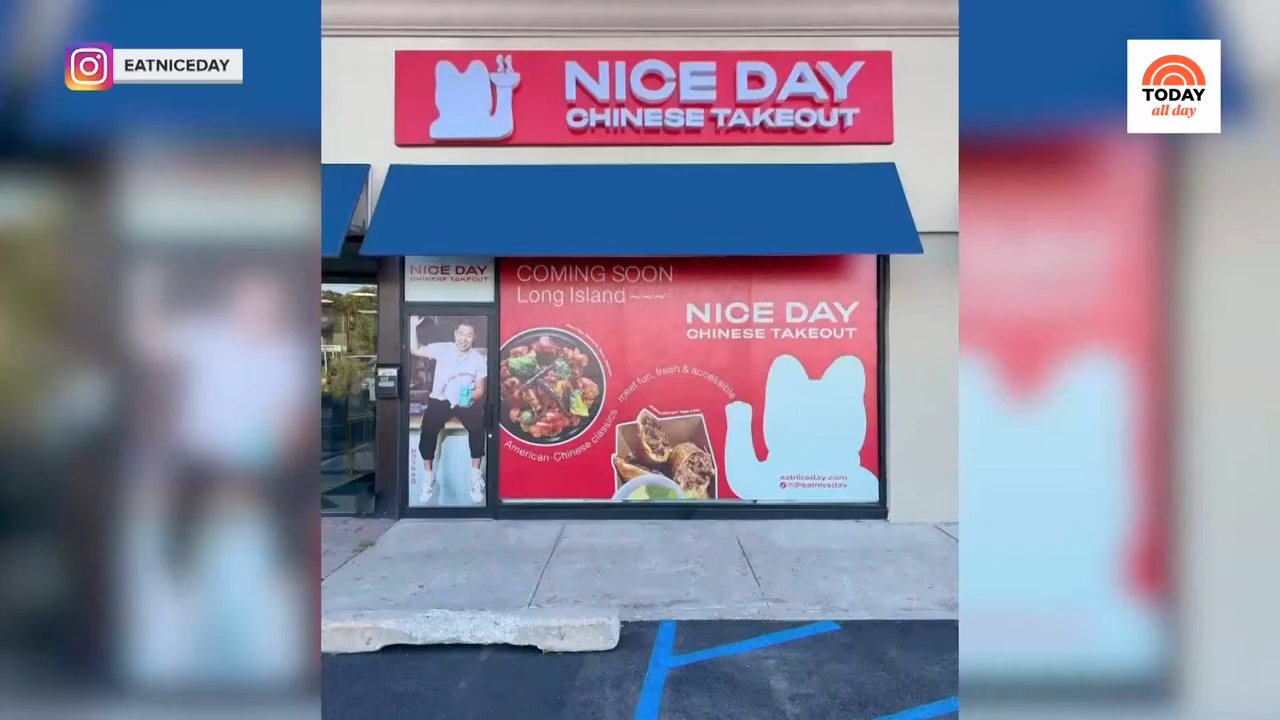 EATNICEDAY
TODAY
all day
NICE DAY
CHINESE TAKEOUT
NICE DAY
CHINESE TAKEOUT
COMING SOON
Long Island ~~~
NICE DAY
CHINESE TAKEOUT
meet fun, fresh & accessible
American-Chinese classics
eatniceday.com
@eatniceday